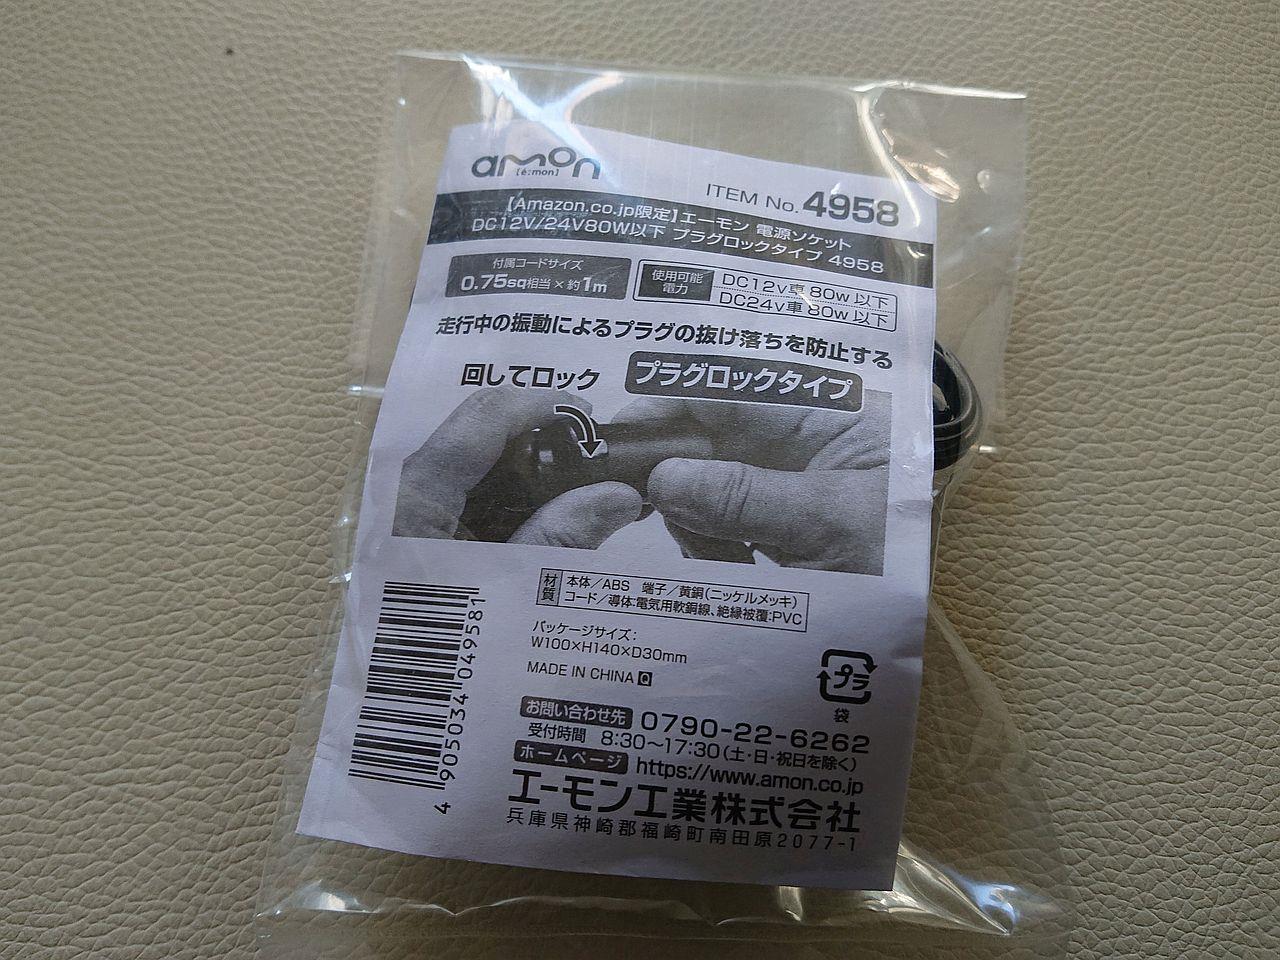 amon
[é:mon]
ITEM No. 4958
【Amazon.co.jp限定】エーモン 電源ソケット
DC12V/24V80W以下 プラグロックタイプ 4958
付属コードサイズ
0.75sq相当×約1m
使用可能電力
DC12v車 80w 以下
DC24v車 80w 以下
走行中の振動によるプラグの抜け落ちを防止する
回してロック
プラグロックタイプ
材質
本体/ABS 端子/黄銅(ニッケルメッキ)
コード/導体:電気用軟銅線、絶縁被覆:PVC
パッケージサイズ:
W100×H140×D30mm
MADE IN CHINA Q
プラ
袋
4 905034 049581
お問い合わせ先 0790-22-6262
受付時間 8:30〜17:30(土・日・祝日を除く)
ホームページ https://www.amon.co.jp
エーモン工業株式会社
兵庫県神崎郡福崎町南田原2077-1